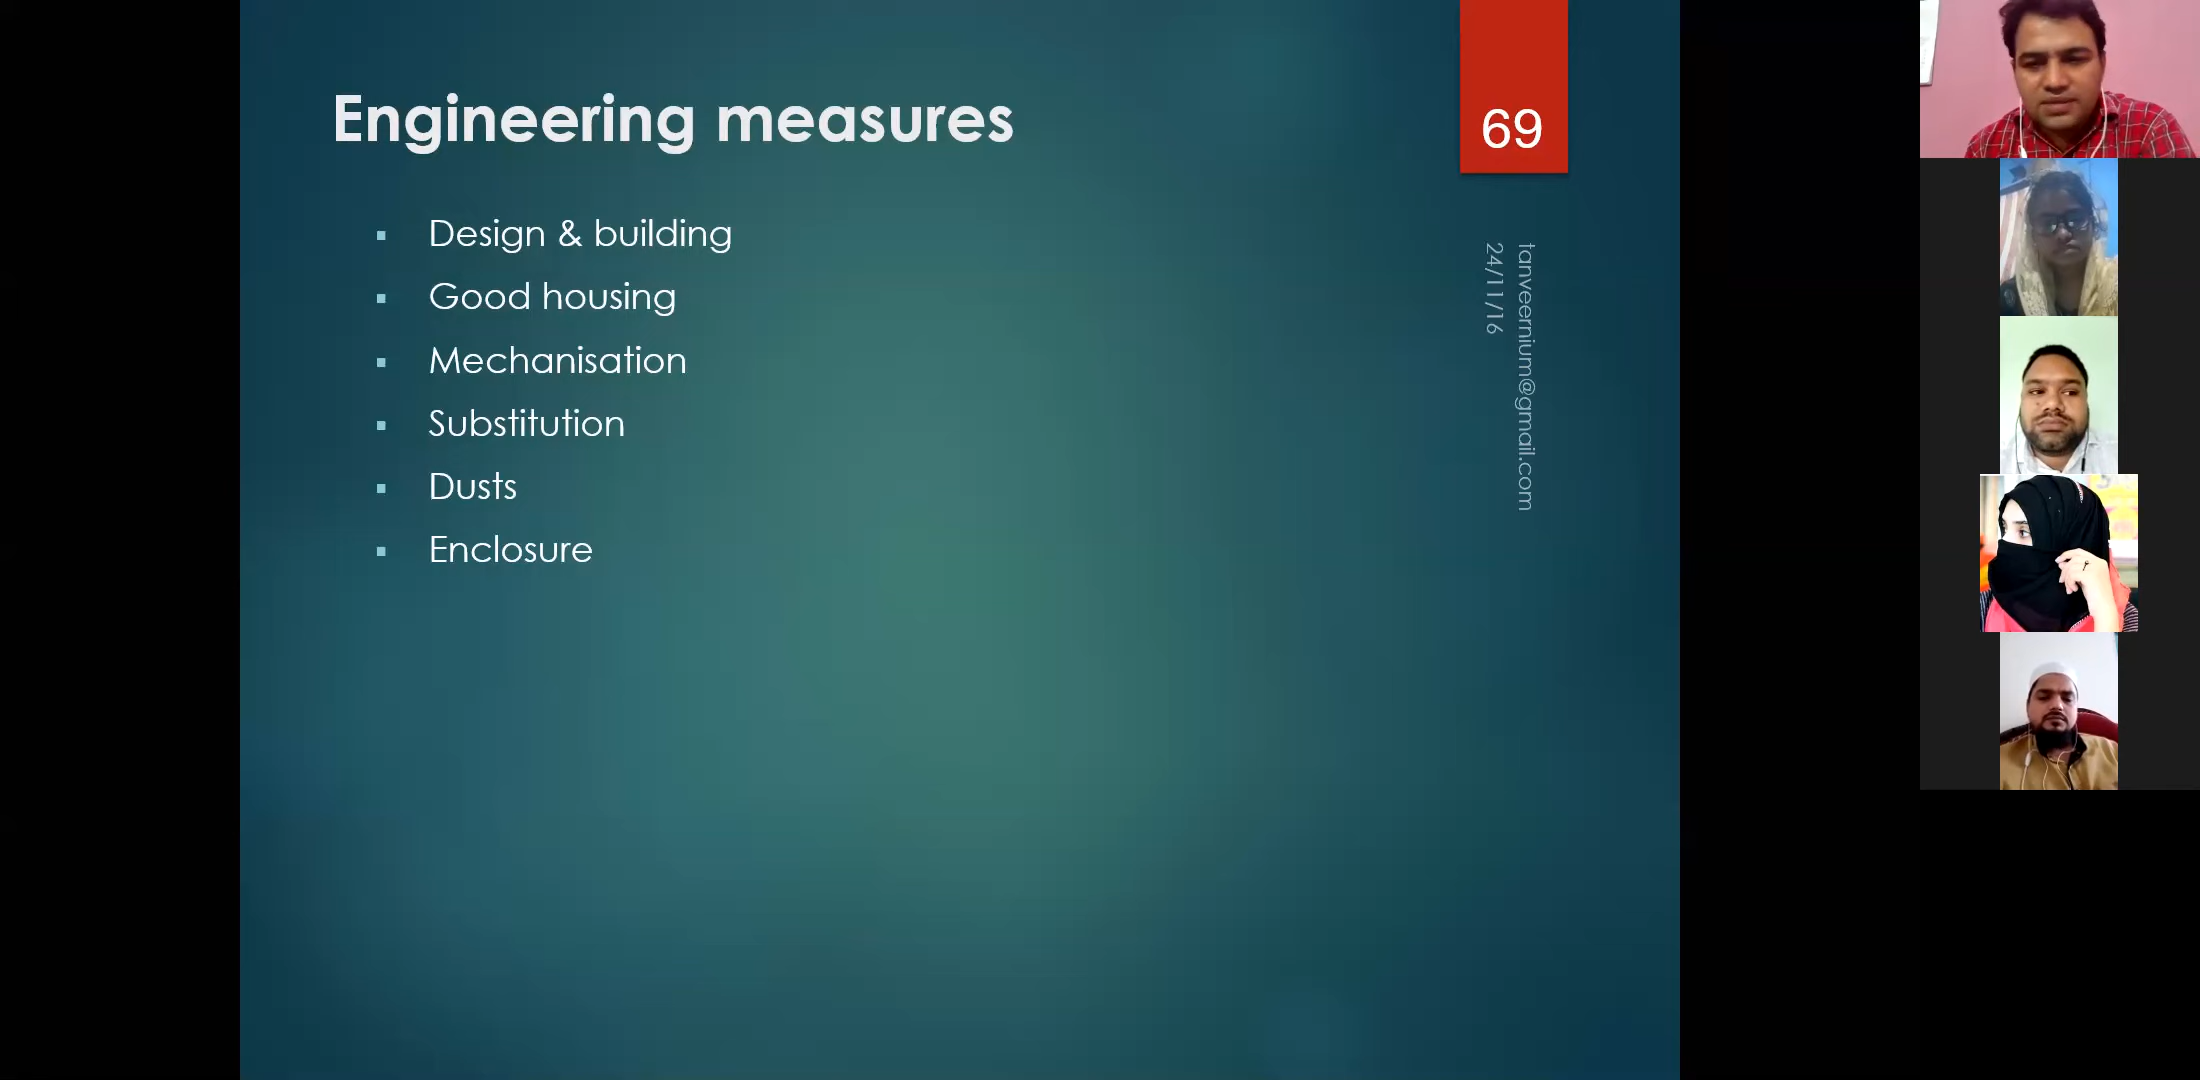 Engineering measures
69
Design & building
Good housing
Mechanisation
Substitution
Dusts
Enclosure
tanveernium@gmail.com
24/11/16